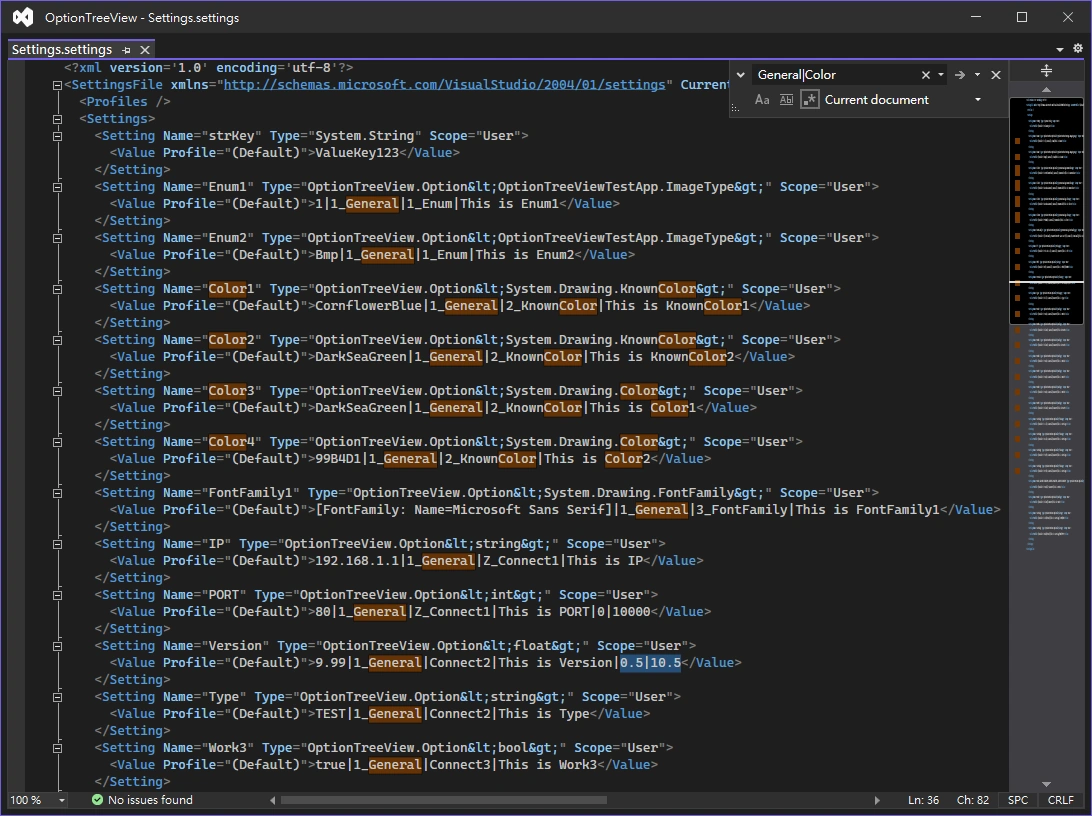 OptionTreeView - Settings.settings
Settings.settings
<?xml version='1.0' encoding='utf-8'?>
<SettingsFile xmlns="http://schemas.microsoft.com/VisualStudio/2004/01/settings" Current
<Profiles />
<Settings>
<Setting Name="strKey" Type="System.String" Scope="User">
<Value Profile="(Default)">ValueKey123</Value>
</Setting>
<Setting Name="Enum1" Type="OptionTreeView.Option&lt;OptionTreeViewTestApp.ImageType&gt;" Scope="User">
<Value Profile="(Default)">1|1_General|1_Enum|This is Enum1</Value>
</Setting>
<Setting Name="Enum2" Type="OptionTreeView.Option&lt;OptionTreeViewTestApp.ImageType&gt;" Scope="User">
<Value Profile="(Default)">Bmp|1_General|1_Enum|This is Enum2</Value>
</Setting>
<Setting Name="Color1" Type="OptionTreeView.Option&lt;System.Drawing.KnownColor&gt;" Scope="User">
<Value Profile="(Default)">CornflowerBlue|1_General|2_KnownColor|This is KnownColor1</Value>
</Setting>
<Setting Name="Color2" Type="OptionTreeView.Option&lt;System.Drawing.KnownColor&gt;" Scope="User">
<Value Profile="(Default)">DarkSeaGreen|1_General|2_KnownColor|This is KnownColor2</Value>
</Setting>
<Setting Name="Color3" Type="OptionTreeView.Option&lt;System.Drawing.Color&gt;" Scope="User">
<Value Profile="(Default)">DarkSeaGreen|1_General|2_KnownColor|This is Color1</Value>
</Setting>
<Setting Name="Color4" Type="OptionTreeView.Option&lt;System.Drawing.Color&gt;" Scope="User">
<Value Profile="(Default)">99B4D1|1_General|2_KnownColor|This is Color2</Value>
</Setting>
<Setting Name="FontFamily1" Type="OptionTreeView.Option&lt;System.Drawing.FontFamily&gt;" Scope="User">
<Value Profile="(Default)">[FontFamily: Name=Microsoft Sans Serif]|1_General|3_FontFamily|This is FontFamily1</Value>
</Setting>
<Setting Name="IP" Type="OptionTreeView.Option&lt;string&gt;" Scope="User">
<Value Profile="(Default)">192.168.1.1|1_General|Z_Connect1|This is IP</Value>
</Setting>
<Setting Name="PORT" Type="OptionTreeView.Option&lt;int&gt;" Scope="User">
<Value Profile="(Default)">80|1_General|Z_Connect1|This is PORT|0|10000</Value>
</Setting>
<Setting Name="Version" Type="OptionTreeView.Option&lt;float&gt;" Scope="User">
<Value Profile="(Default)">9.99|1_General|Connect2|This is Version|0.5|10.5</Value>
</Setting>
<Setting Name="Type" Type="OptionTreeView.Option&lt;string&gt;" Scope="User">
<Value Profile="(Default)">TEST|1_General|Connect2|This is Type</Value>
</Setting>
<Setting Name="Work3" Type="OptionTreeView.Option&lt;bool&gt;" Scope="User">
<Value Profile="(Default)">true|1_General|Connect3|This is Work3</Value>
</Setting>
General|Color
Aa Ab .* Current document
100 % No issues found Ln: 36 Ch: 82 SPC CRLF